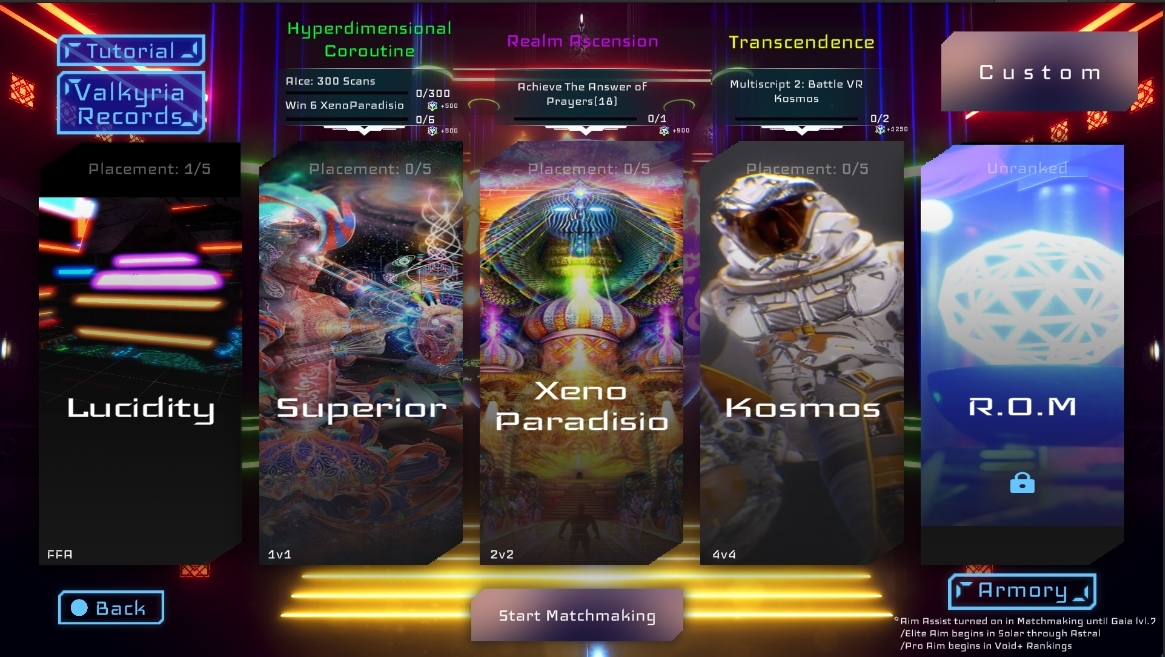 Tutorial
Valkyria
Records
Hyperdimensional
Coroutine
Alce: 300 Scans
0/300
+500
Win 6 XenoParadisio
0/6
+500
Realm Ascension
Achieve The Answer of
Prayers(18)
0/1
+900
Transcendence
Multiscript 2: Battle VR
Kosmos
0/2
+1250
Custom
Placement: 1/5
Lucidity
FFA
Placement: 0/5
Superior
1v1
Placement: 0/5
Xeno
Paradisio
2v2
Placement: 0/5
Kosmos
4v4
Unranked
R.O.M
Back
Start Matchmaking
Armory
*Aim Assist turned on in Matchmaking until Gaia lvl.7
/Elite Aim begins in Solar through Astral
/Pro Aim begins in Void+ Rankings